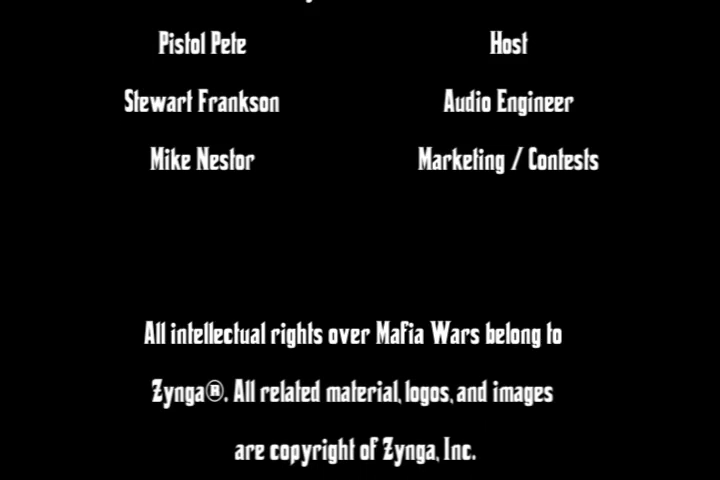 Pistol Pete Host
Stewart Frankson Audio Engineer
Mike Nestor Marketing / Contests
All intellectual rights over Mafia Wars belong to
Zynga®. All related material, logos, and images
are copyright of Zynga, Inc.